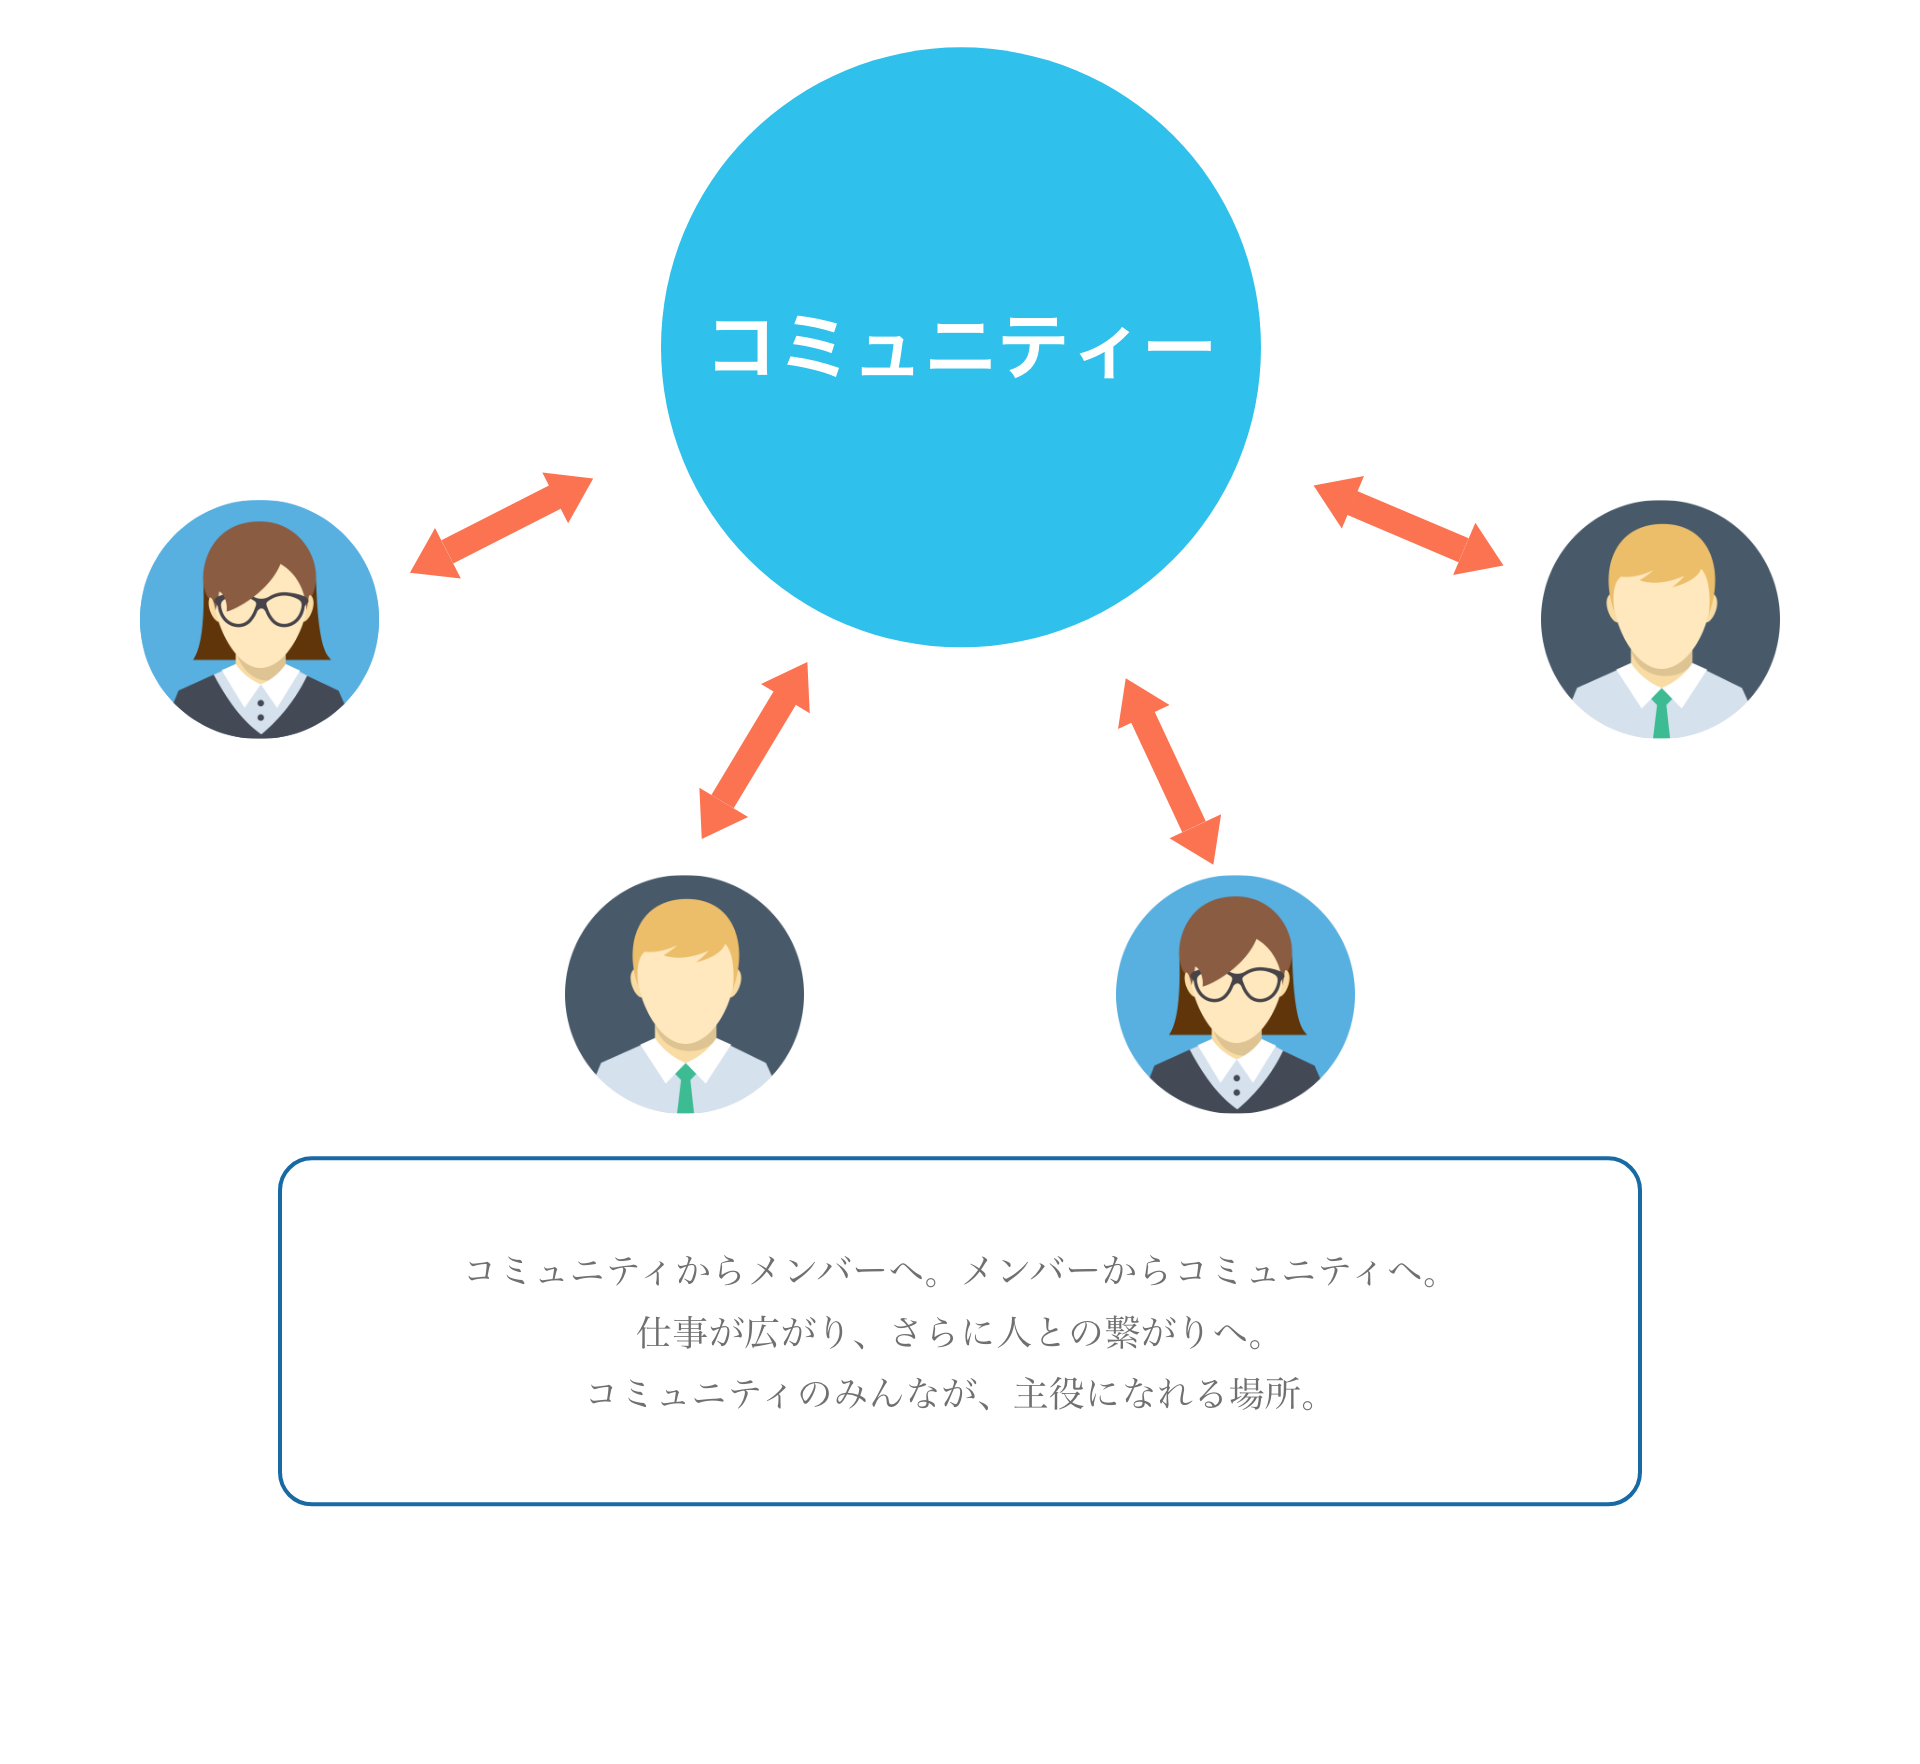 コミュニティー
コミュニティからメンバーへ。メンバーからコミュニティへ。
仕事が広がり、さらに人との繋がりへ。
コミュニティのみんなが、主役になれる場所。